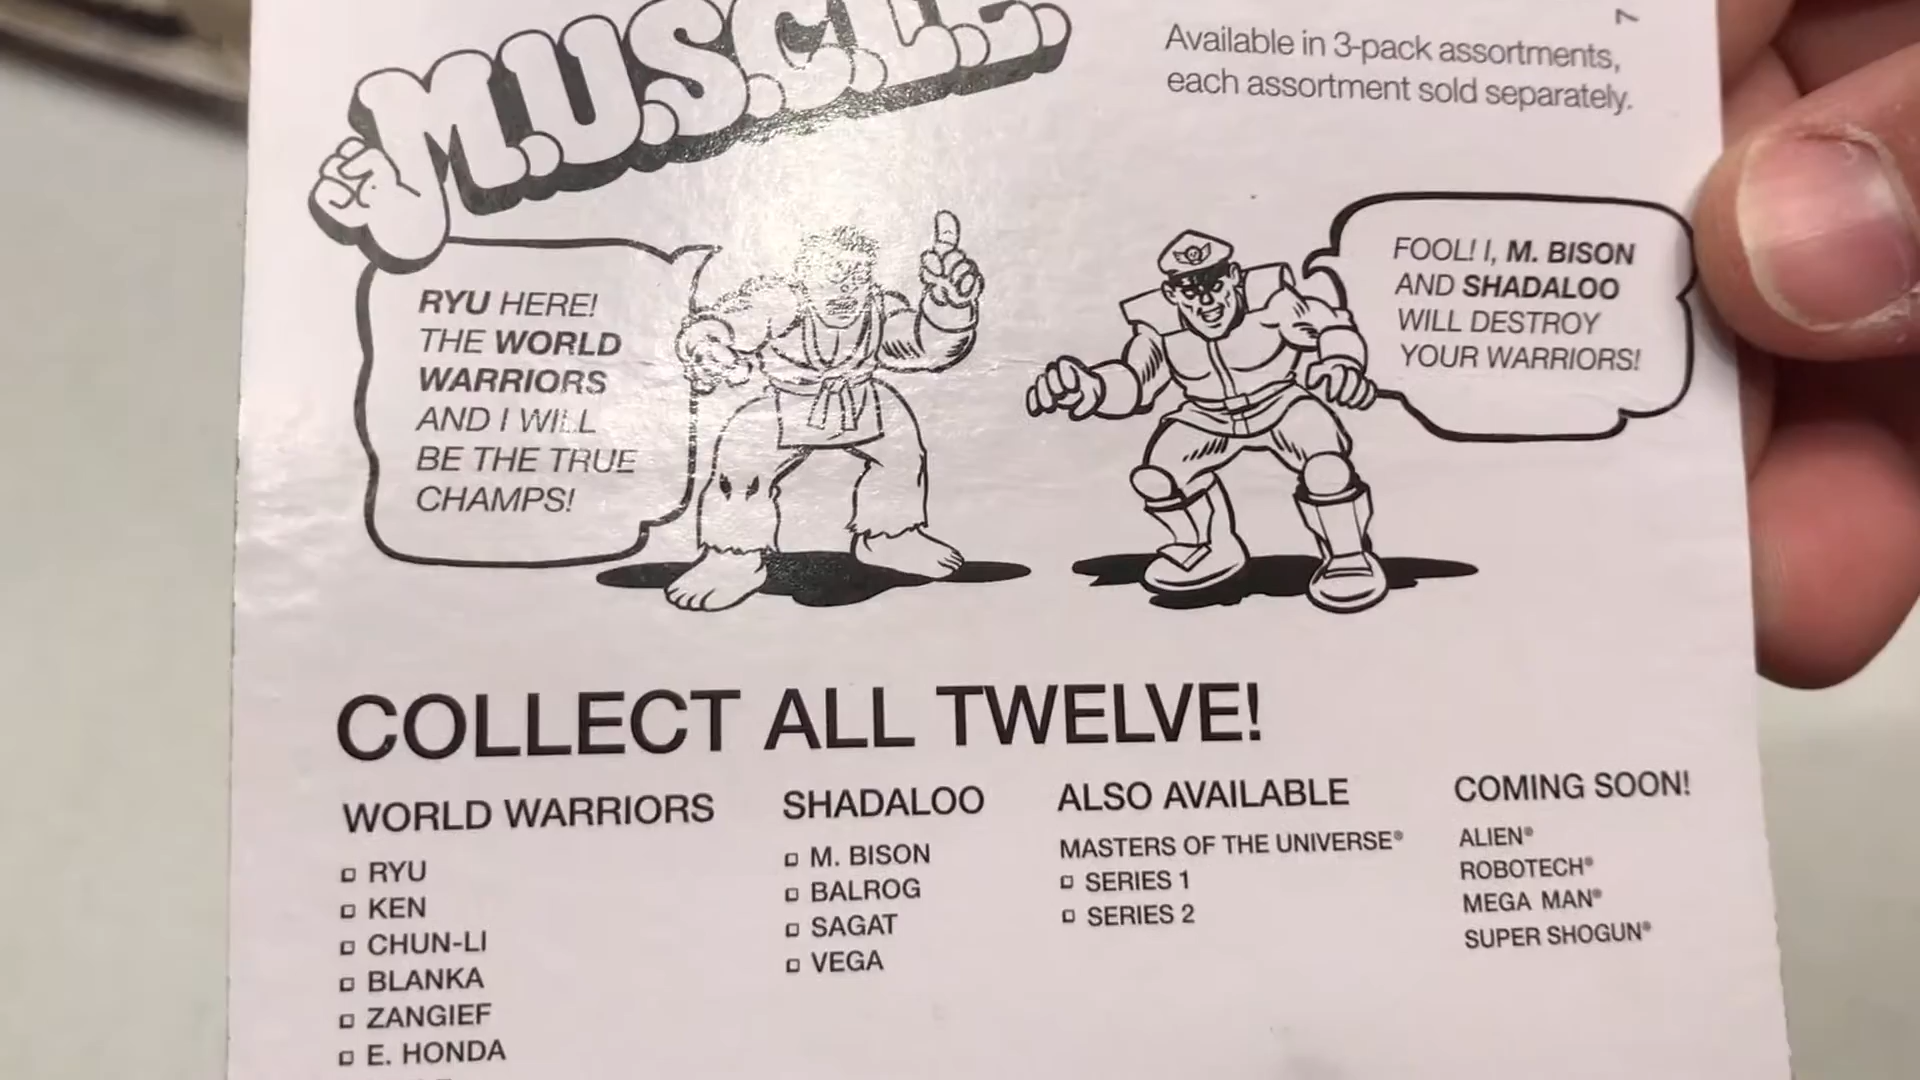 M.U.S.C.L.E.
Available in 3-pack assortments,
each assortment sold separately.
7
RYU HERE!
THE WORLD
WARRIORS
AND I WILL
BE THE TRUE
CHAMPS!
FOOL! I, M. BISON
AND SHADALOO
WILL DESTROY
YOUR WARRIORS!
COLLECT ALL TWELVE!
WORLD WARRIORS
RYU
KEN
CHUN-LI
BLANKA
ZANGIEF
E. HONDA
SHADALOO
M. BISON
BALROG
SAGAT
VEGA
ALSO AVAILABLE
MASTERS OF THE UNIVERSE®
SERIES 1
SERIES 2
COMING SOON!
ALIEN®
ROBOTECH®
MEGA MAN®
SUPER SHOGUN®